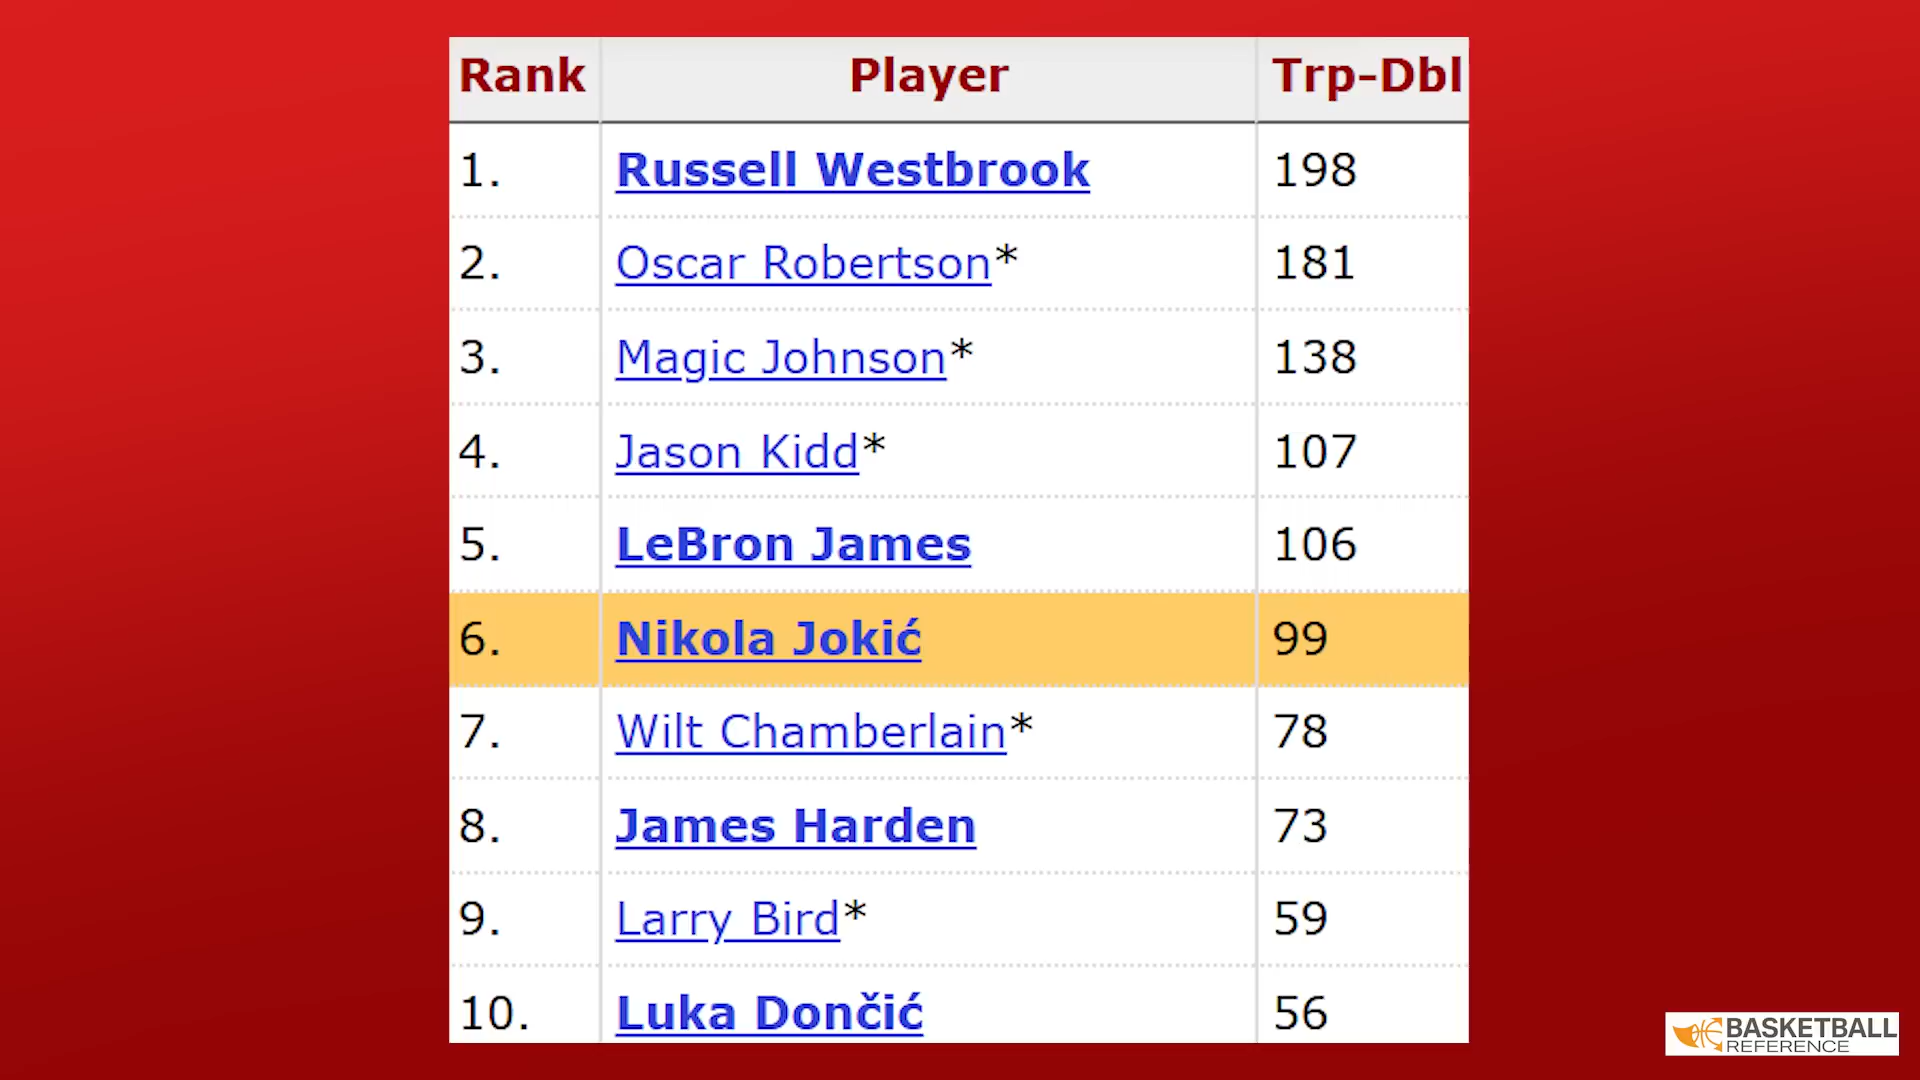 Rank Player Trp-Dbl
1. Russell Westbrook 198
2. Oscar Robertson* 181
3. Magic Johnson* 138
4. Jason Kidd* 107
5. LeBron James 106
6. Nikola Jokić 99
7. Wilt Chamberlain* 78
8. James Harden 73
9. Larry Bird* 59
10. Luka Dončić 56
BASKETBALL
REFERENCE